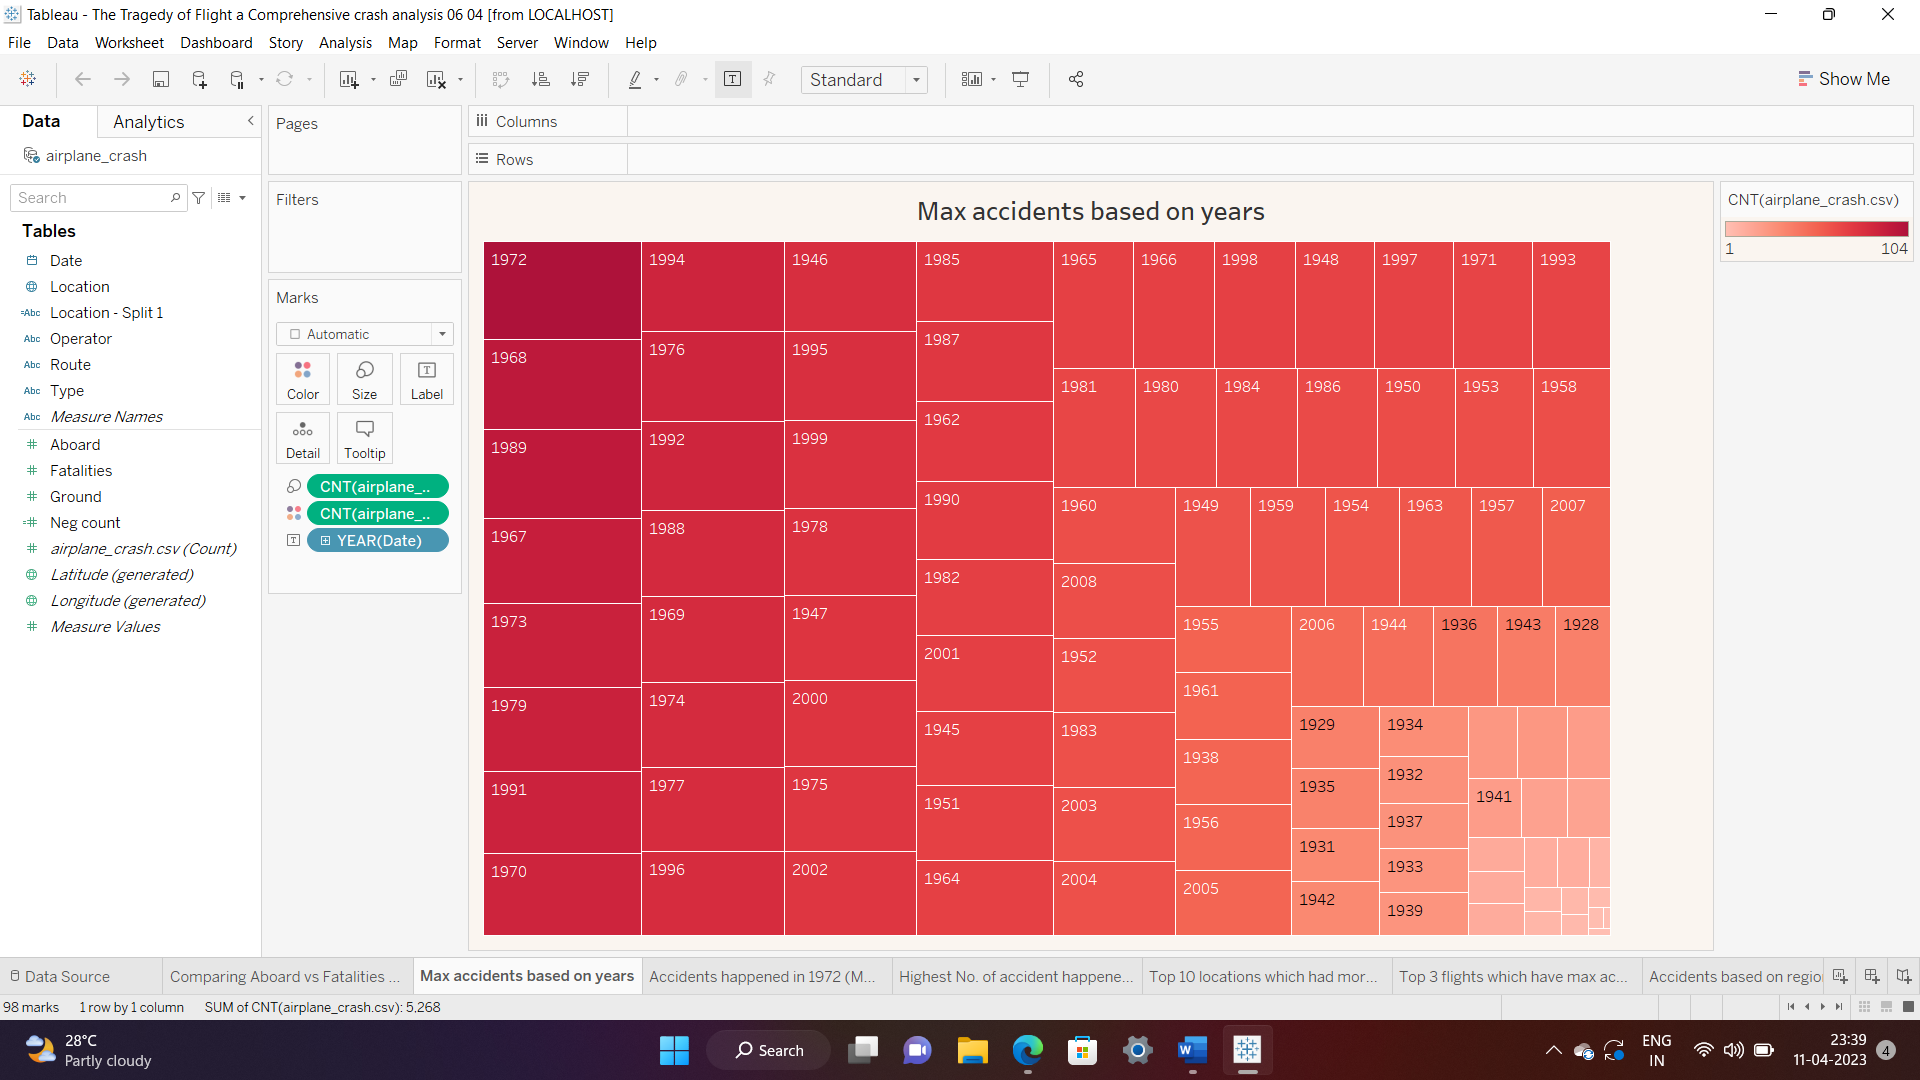 Tableau - The Tragedy of Flight a Comprehensive crash analysis 06 04 [from LOCALHOST]
File Data Worksheet Dashboard Story Analysis Map Format Server Window Help
Standard
Show Me
Data Analytics
airplane_crash
Search
Tables
Date
Location
=Abc Location - Split 1
Abc Operator
Abc Route
Abc Type
Abc Measure Names
Aboard
Fatalities
Ground
Neg count
airplane_crash.csv (Count)
Latitude (generated)
Longitude (generated)
Measure Values
Pages
Filters
Marks
Automatic
Color Size Label
Detail Tooltip
CNT(airplane_..
CNT(airplane_..
YEAR(Date)
Columns
Rows
Max accidents based on years
1972
1968
1989
1967
1973
1979
1991
1970
1994
1976
1992
1988
1969
1974
1977
1996
1946
1995
1999
1978
1947
2000
1975
2002
1985
1987
1962
1990
1982
2001
1945
1951
1964
1965 1966 1998 1948 1997 1971 1993
1981 1980 1984 1986 1950 1953 1958
1960
2008
1952
1983
2003
2004
1949 1959 1954 1963 1957 2007
1955
1961
1938
1956
2005
2006 1944 1936 1943 1928
1929
1935
1931
1942
1934
1932
1937
1933
1939
1941
CNT(airplane_crash.csv)
1 104
Data Source Comparing Aboard vs Fatalities ... Max accidents based on years Accidents happened in 1972 (M... Highest No. of accident happene... Top 10 locations which had mor... Top 3 flights which have max ac... Accidents based on regio
98 marks 1 row by 1 column SUM of CNT(airplane_crash.csv): 5,268
28°C
Partly cloudy
Search
ENG
IN
23:39
11-04-2023
4